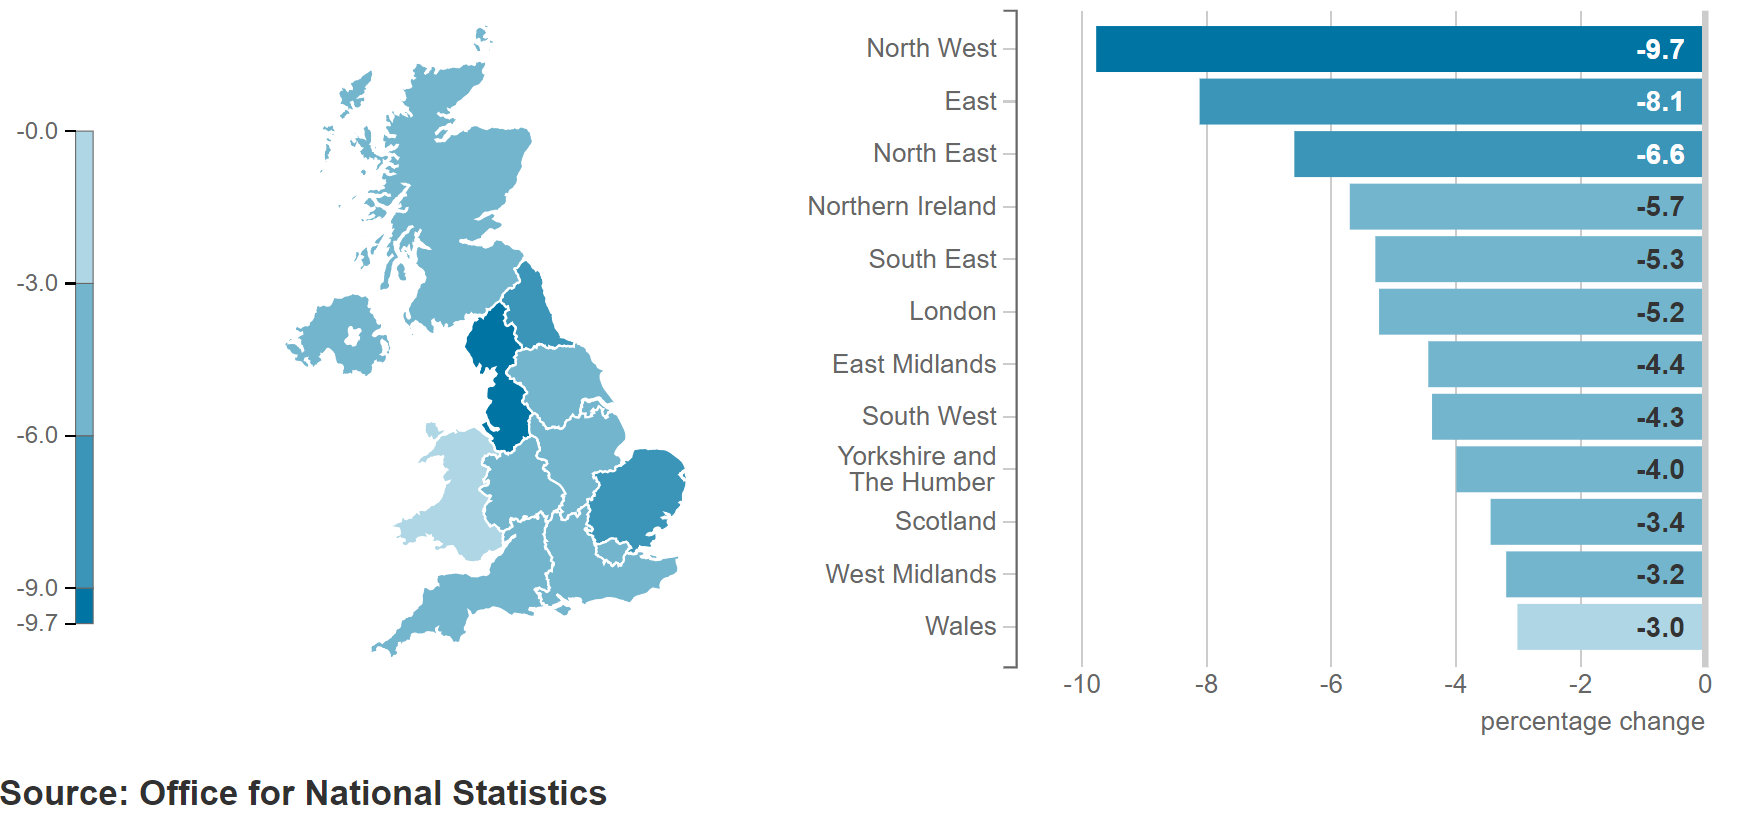 -0.0
-3.0
-6.0
-9.0
-9.7
North West -9.7
East -8.1
North East -6.6
Northern Ireland -5.7
South East -5.3
London -5.2
East Midlands -4.4
South West -4.3
Yorkshire and
The Humber -4.0
Scotland -3.4
West Midlands -3.2
Wales -3.0
-10 -8 -6 -4 -2 0
percentage change
Source: Office for National Statistics